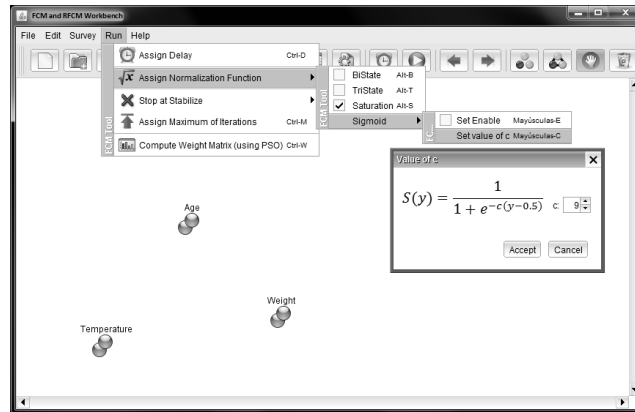 FCM and RFCM Workbench
File Edit Survey Run Help
Assign Delay Ctrl-D
Assign Normalization Function
Stop at Stabilize
Assign Maximum of Iterations Ctrl-M
Compute Weight Matrix (using PSO) Ctrl-W
FCM Tool
BiState Alt-B
TriState Alt-T
Saturation Alt-S
Sigmoid
FCM Tool
Set Enable Mayúsculas-E
Set value of c Mayúsculas-C
FC...
Value of c
S(y) = 1 / (1 + e^{-c(y-0.5)})
c: 9
Accept Cancel
Age
Weight
Temperature